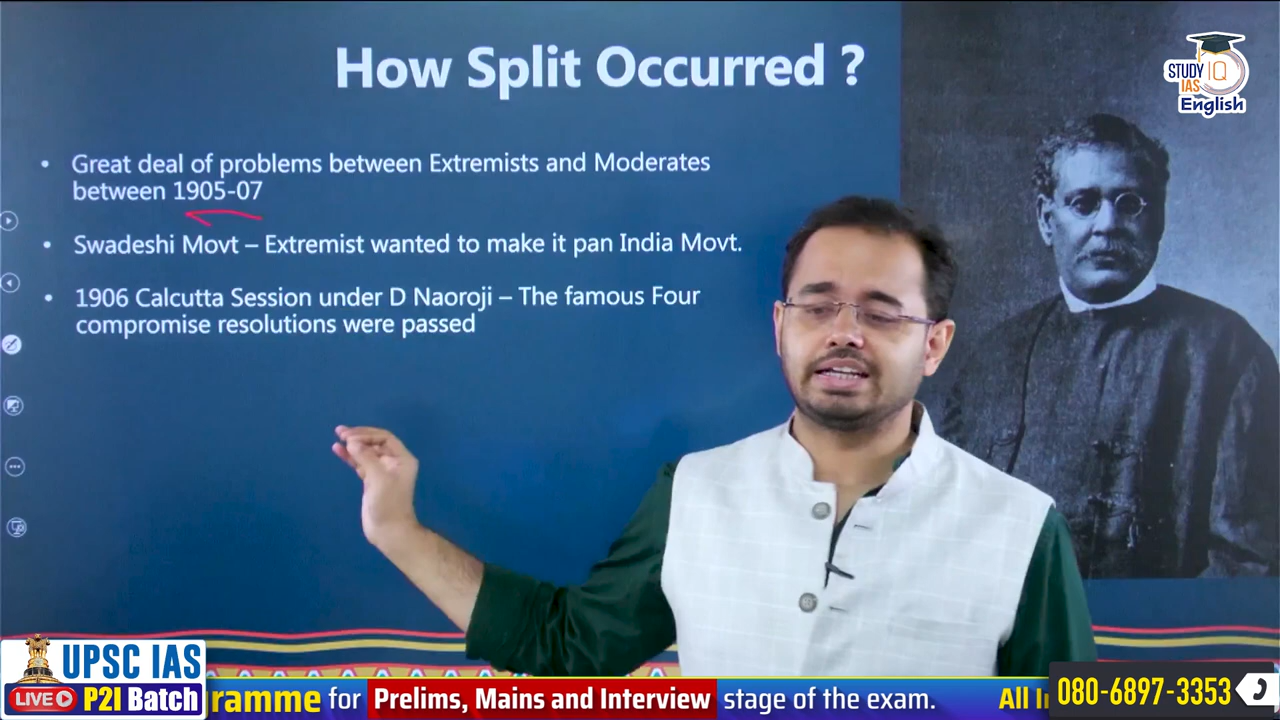 How Split Occurred ?
STUDY IQ
IAS
English
• Great deal of problems between Extremists and Moderates
between 1905-07
• Swadeshi Movt – Extremist wanted to make it pan India Movt.
• 1906 Calcutta Session under D Naoroji – The famous Four
compromise resolutions were passed
UPSC IAS
LIVE P2I Batch
ramme for Prelims, Mains and Interview stage of the exam. All In
080-6897-3353